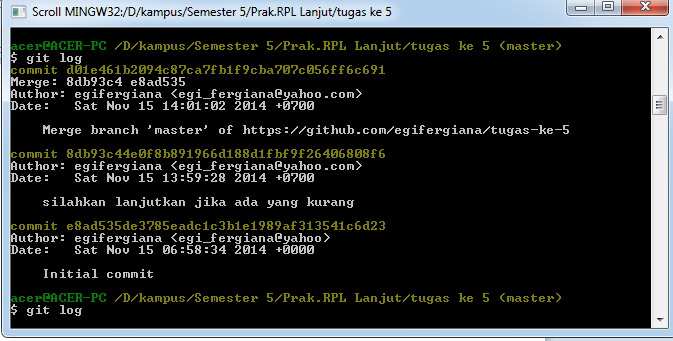 Scroll MINGW32:/D/kampus/Semester 5/Prak.RPL Lanjut/tugas ke 5
acer@ACER-PC /D/kampus/Semester 5/Prak.RPL Lanjut/tugas ke 5 (master)
$ git log
commit d01e461b2094c87ca7fb1f9cba707c056ff6c691
Merge: 8db93c4 e8ad535
Author: egifergiana <egi_fergiana@yahoo.com>
Date:   Sat Nov 15 14:01:02 2014 +0700
    Merge branch 'master' of https://github.com/egifergiana/tugas-ke-5
commit 8db93c44e0f8b891966d188d1fbf9f26406808f6
Author: egifergiana <egi_fergiana@yahoo.com>
Date:   Sat Nov 15 13:59:28 2014 +0700
    silahkan lanjutkan jika ada yang kurang
commit e8ad535de3785eadc1c3b1e1989af313541c6d23
Author: egifergiana <egi_fergiana@yahoo>
Date:   Sat Nov 15 06:58:34 2014 +0000
    Initial commit
acer@ACER-PC /D/kampus/Semester 5/Prak.RPL Lanjut/tugas ke 5 (master)
$ git log